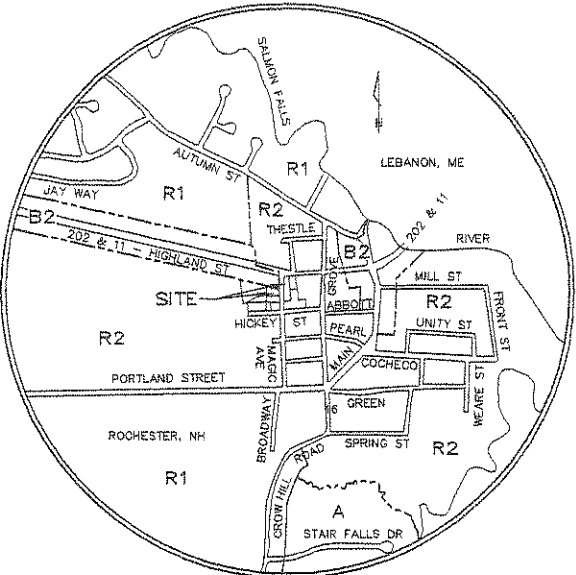 SALMON FALLS
LEBANON, ME
AUTUMN ST
R1
R1
JAY WAY
R2
THESTLE
B2
202 & 11 - HIGHLAND ST
B2
202 & 11
RIVER
GROVE
MILL ST
SITE
ABBOTT
R2
FRONT ST
HICKEY ST
UNITY ST
PEARL
R2
MAGIC AVE
MAIN
COCHECO
PORTLAND STREET
WEARE ST
16
GREEN
BROADWAY
ROCHESTER, NH
SPRING ST
R2
R1
CROW HILL ROAD
A
STAIR FALLS DR